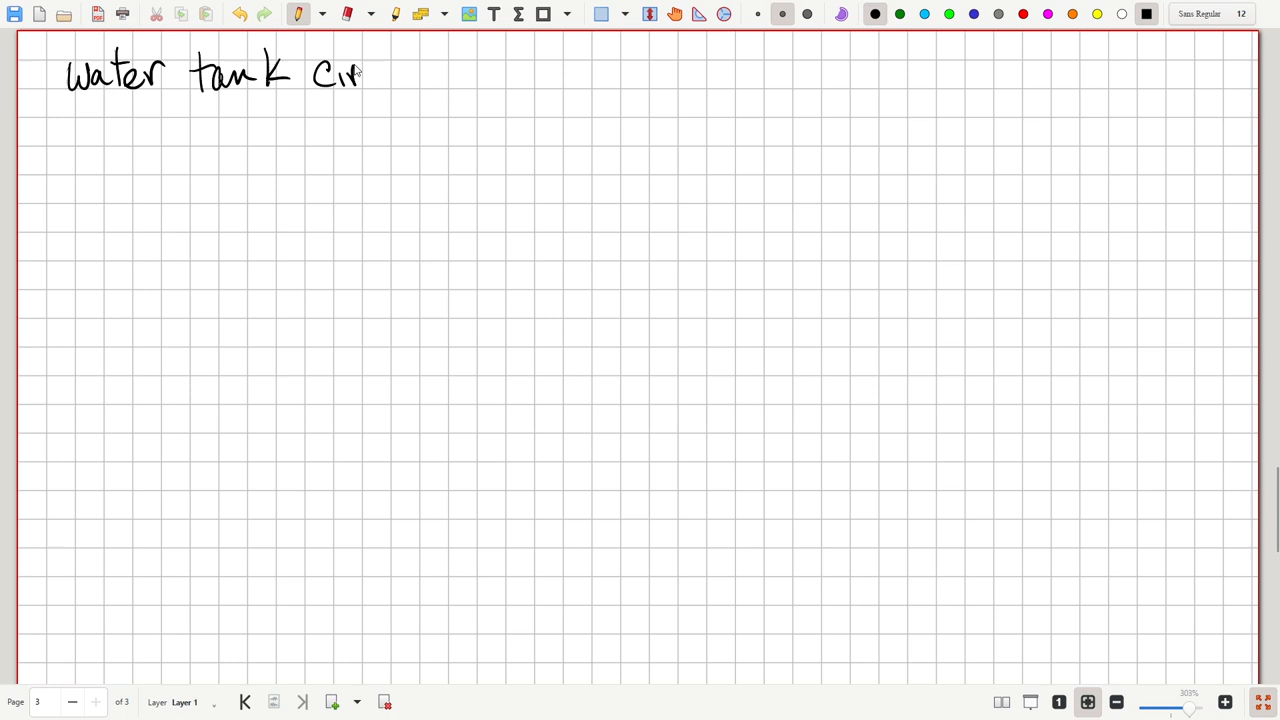 Sans Regular 12
water tank cir
Page 3 of 3 Layer Layer 1 303%